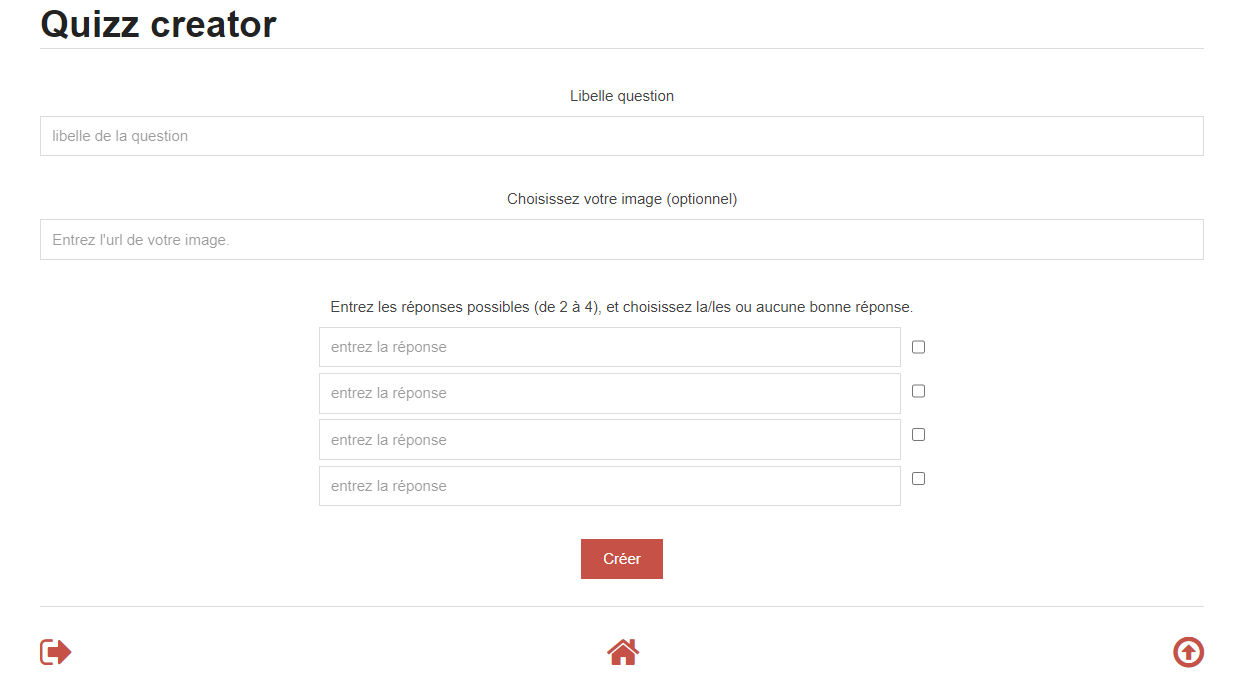 Quizz creator
Libelle question
libelle de la question
Choisissez votre image (optionnel)
Entrez l'url de votre image.
Entrez les réponses possibles (de 2 à 4), et choisissez la/les ou aucune bonne réponse.
entrez la réponse
entrez la réponse
entrez la réponse
entrez la réponse
Créer